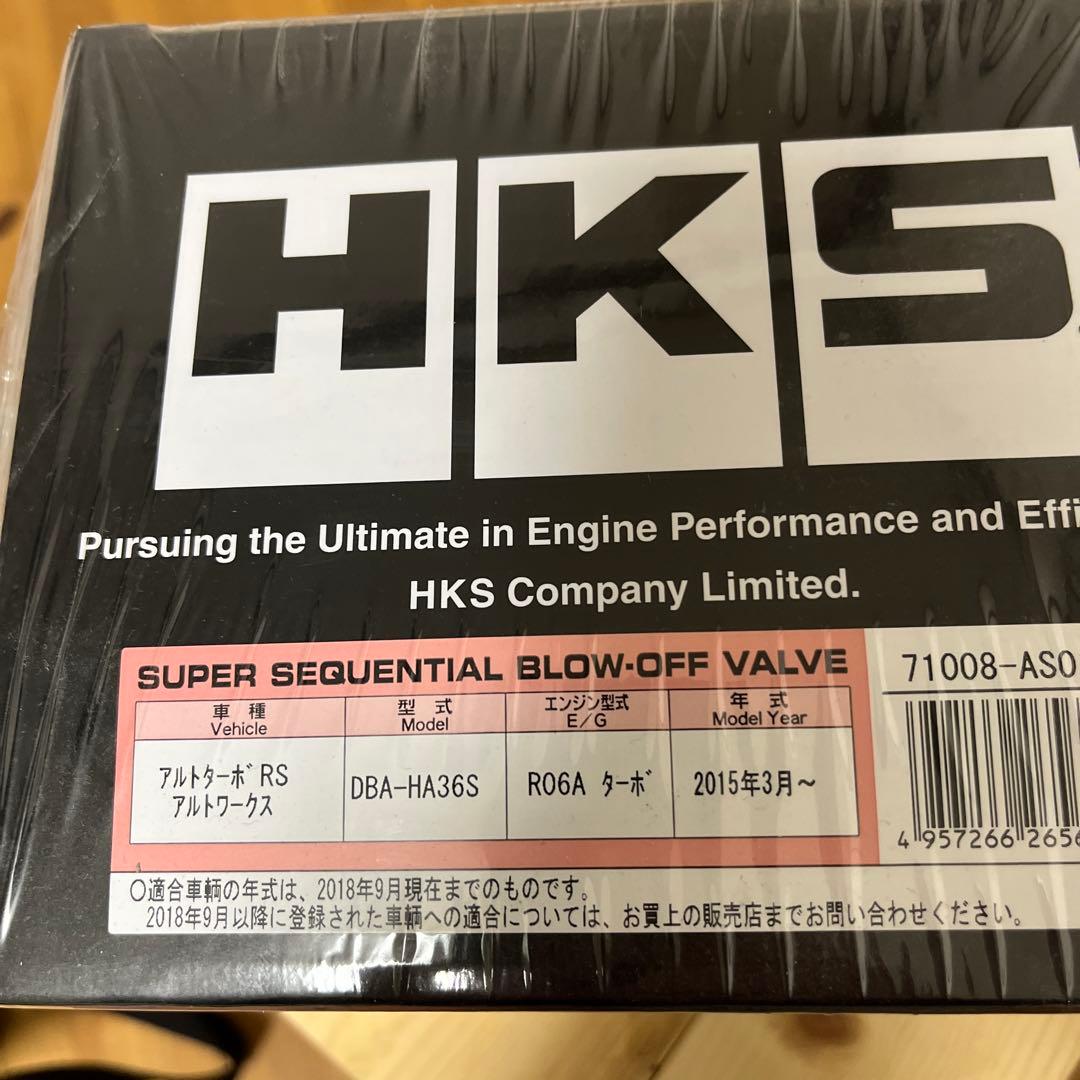 HKS
Pursuing the Ultimate in Engine Performance and Effi
HKS Company Limited.
SUPER SEQUENTIAL BLOW-OFF VALVE
71008-AS0
車種 型式 エンジン型式 年式
Vehicle Model E/G Model Year
アルトターボRS
アルトワークス
DBA-HA36S R06A ターボ 2015年3月~
4 957266 265
○適合車輌の年式は、2018年9月現在までのものです。
2018年9月以降に登録された車輌への適合については、お買上の販売店までお問い合わせください。